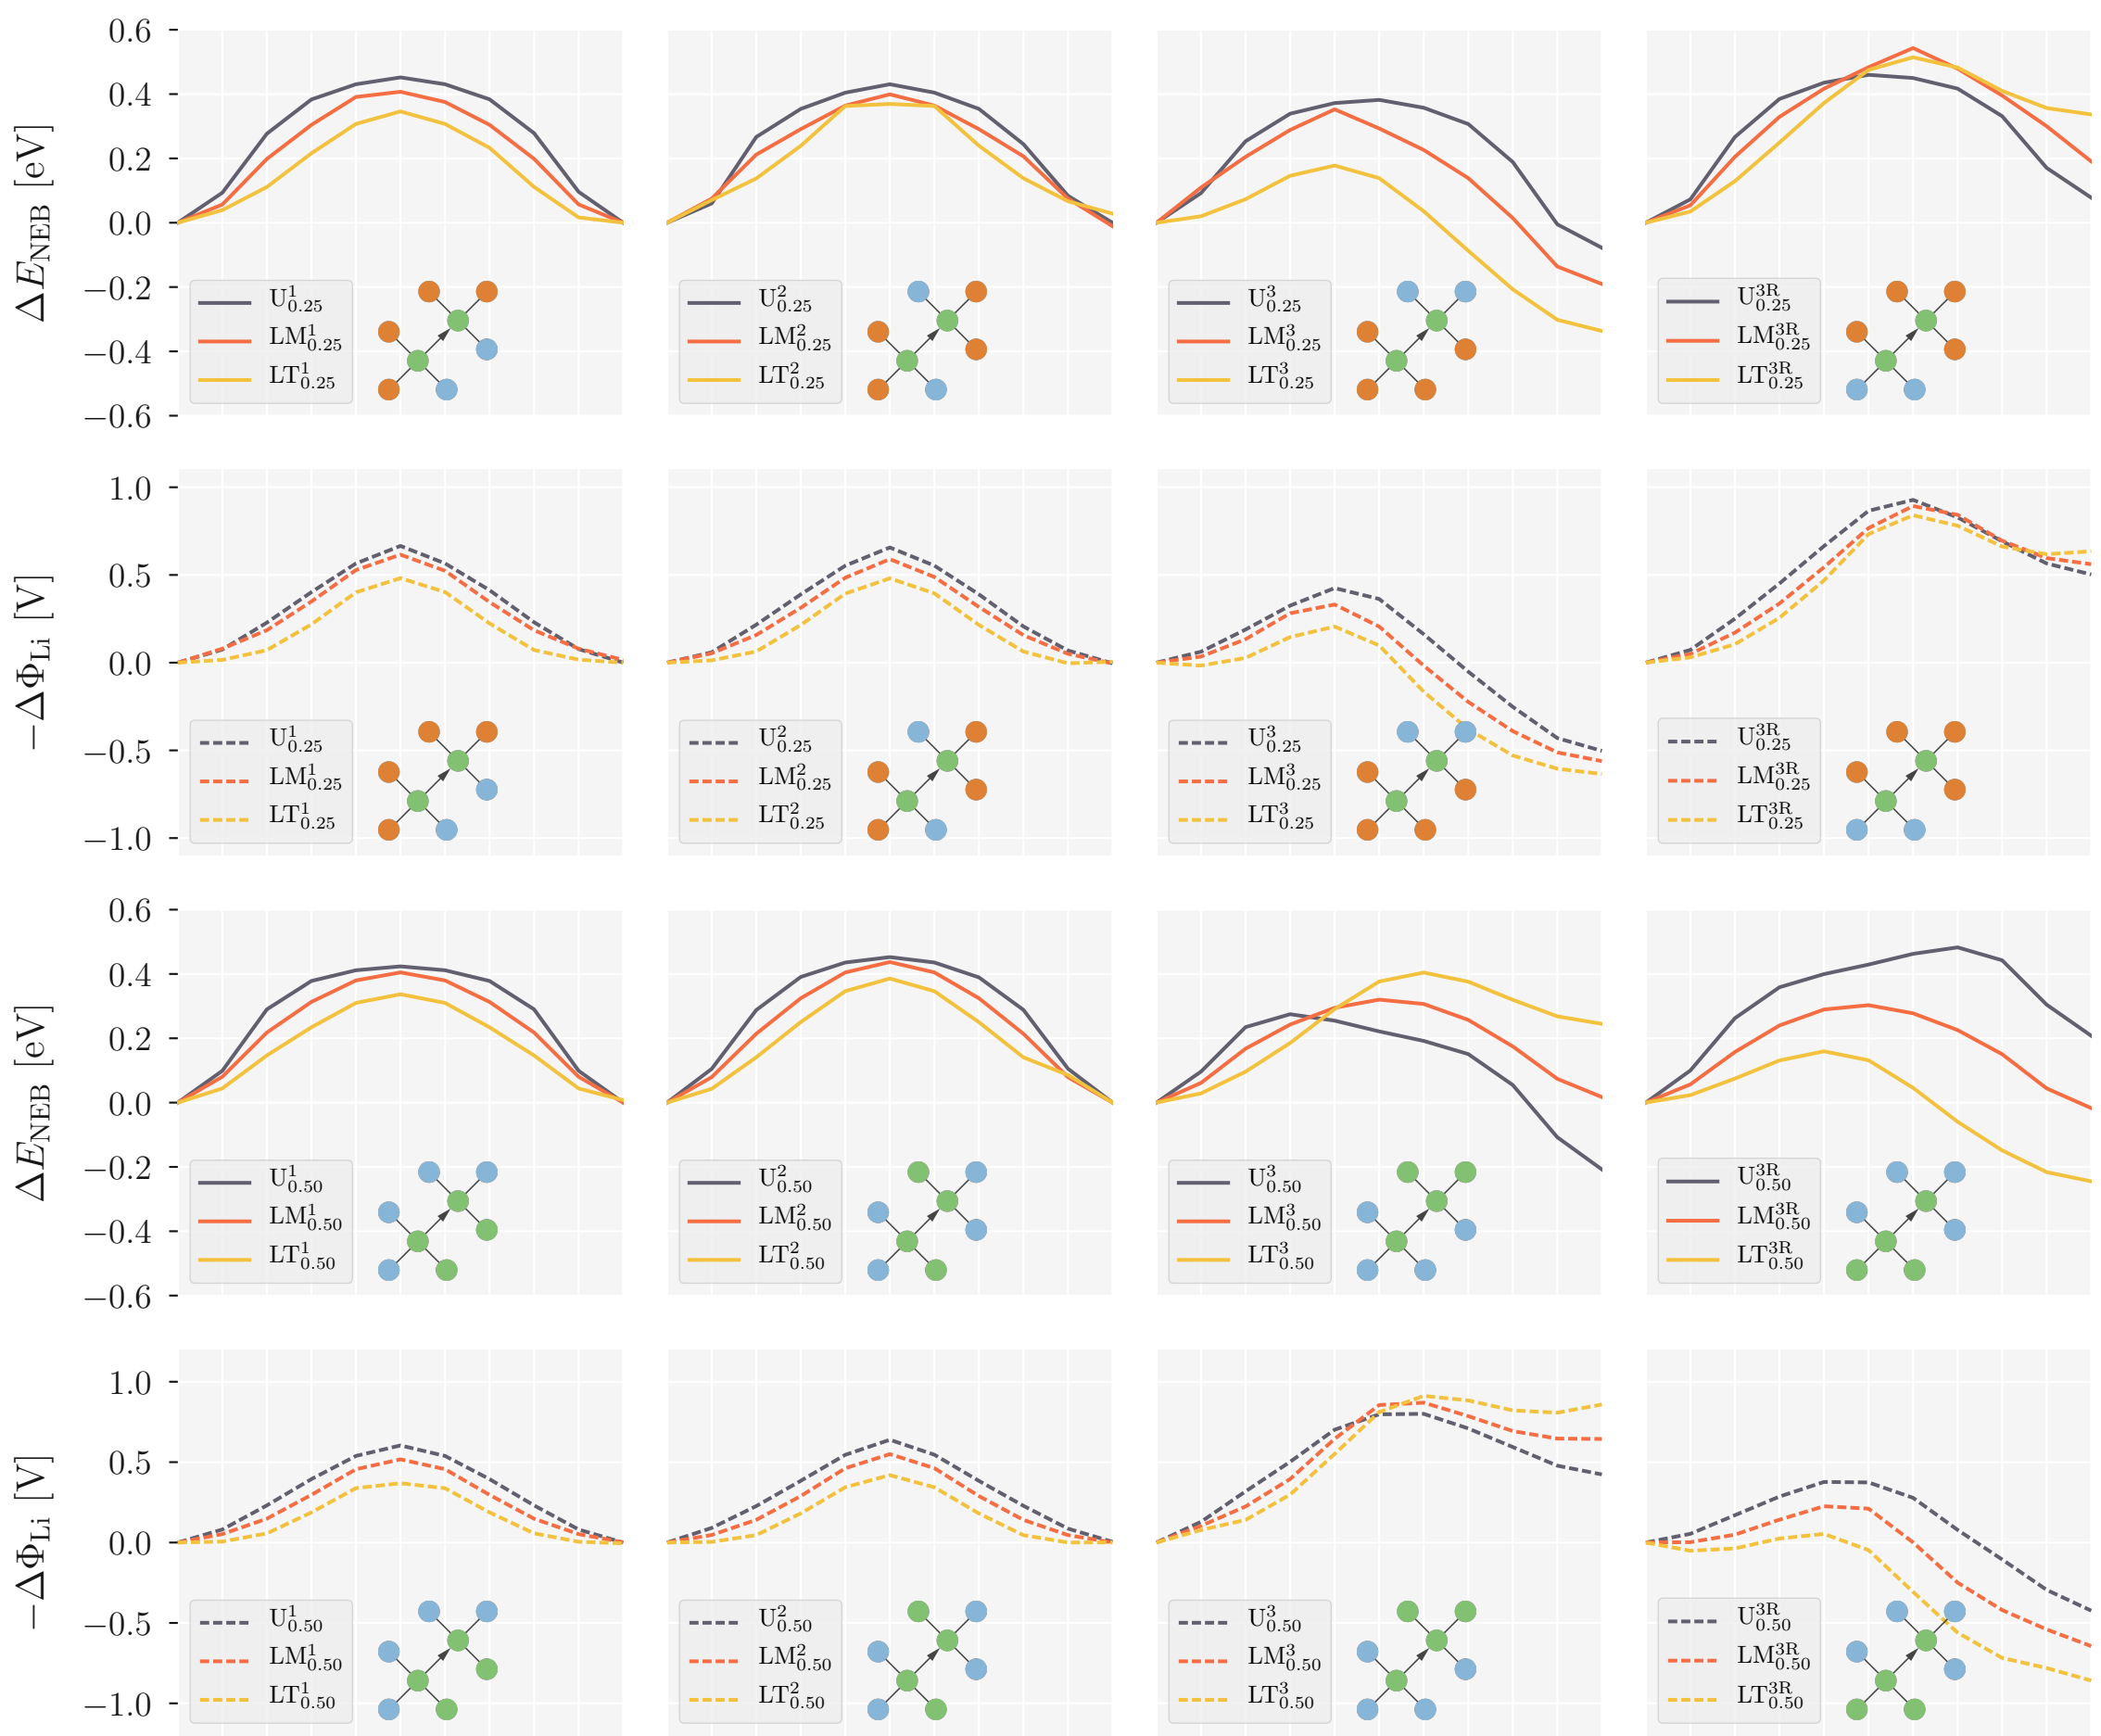 ΔE_NEB [eV]
0.6
0.4
0.2
0.0
−0.2
−0.4
−0.6
U^1_0.25
LM^1_0.25
LT^1_0.25
U^2_0.25
LM^2_0.25
LT^2_0.25
U^3_0.25
LM^3_0.25
LT^3_0.25
U^3R_0.25
LM^3R_0.25
LT^3R_0.25
−ΔΦ_Li [V]
1.0
0.5
0.0
−0.5
−1.0
U^1_0.25
LM^1_0.25
LT^1_0.25
U^2_0.25
LM^2_0.25
LT^2_0.25
U^3_0.25
LM^3_0.25
LT^3_0.25
U^3R_0.25
LM^3R_0.25
LT^3R_0.25
ΔE_NEB [eV]
0.6
0.4
0.2
0.0
−0.2
−0.4
−0.6
U^1_0.50
LM^1_0.50
LT^1_0.50
U^2_0.50
LM^2_0.50
LT^2_0.50
U^3_0.50
LM^3_0.50
LT^3_0.50
U^3R_0.50
LM^3R_0.50
LT^3R_0.50
−ΔΦ_Li [V]
1.0
0.5
0.0
−0.5
−1.0
U^1_0.50
LM^1_0.50
LT^1_0.50
U^2_0.50
LM^2_0.50
LT^2_0.50
U^3_0.50
LM^3_0.50
LT^3_0.50
U^3R_0.50
LM^3R_0.50
LT^3R_0.50